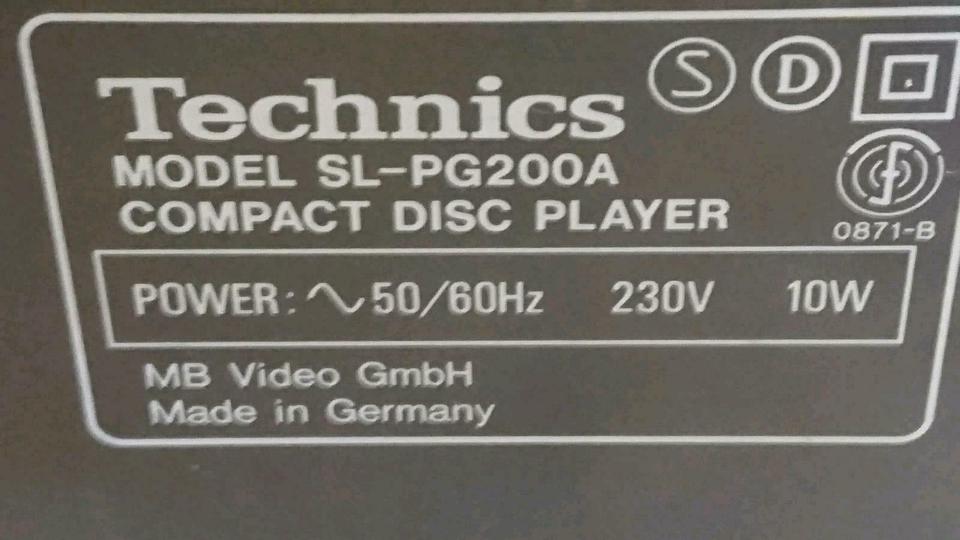 Technics S D
MODEL SL-PG200A
COMPACT DISC PLAYER
0871-B
POWER: ∿50/60Hz 230V 10W
MB Video GmbH
Made in Germany